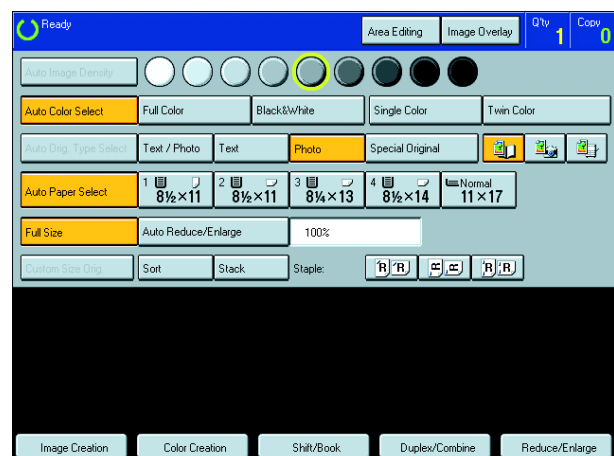 Ready Area Editing Image Overlay Q'ty 1 Copy 0
Auto Image Density
Auto Color Select Full Color Black&White Single Color Twin Color
Auto Orig. Type Select Text / Photo Text Photo Special Original
Auto Paper Select 1 8½×11 2 8½×11 3 8¼×13 4 8½×14 Normal 11×17
Full Size Auto Reduce/Enlarge 100%
Custom Size Orig. Sort Stack Staple: R R R R R R
Image Creation Color Creation Shift/Book Duplex/Combine Reduce/Enlarge